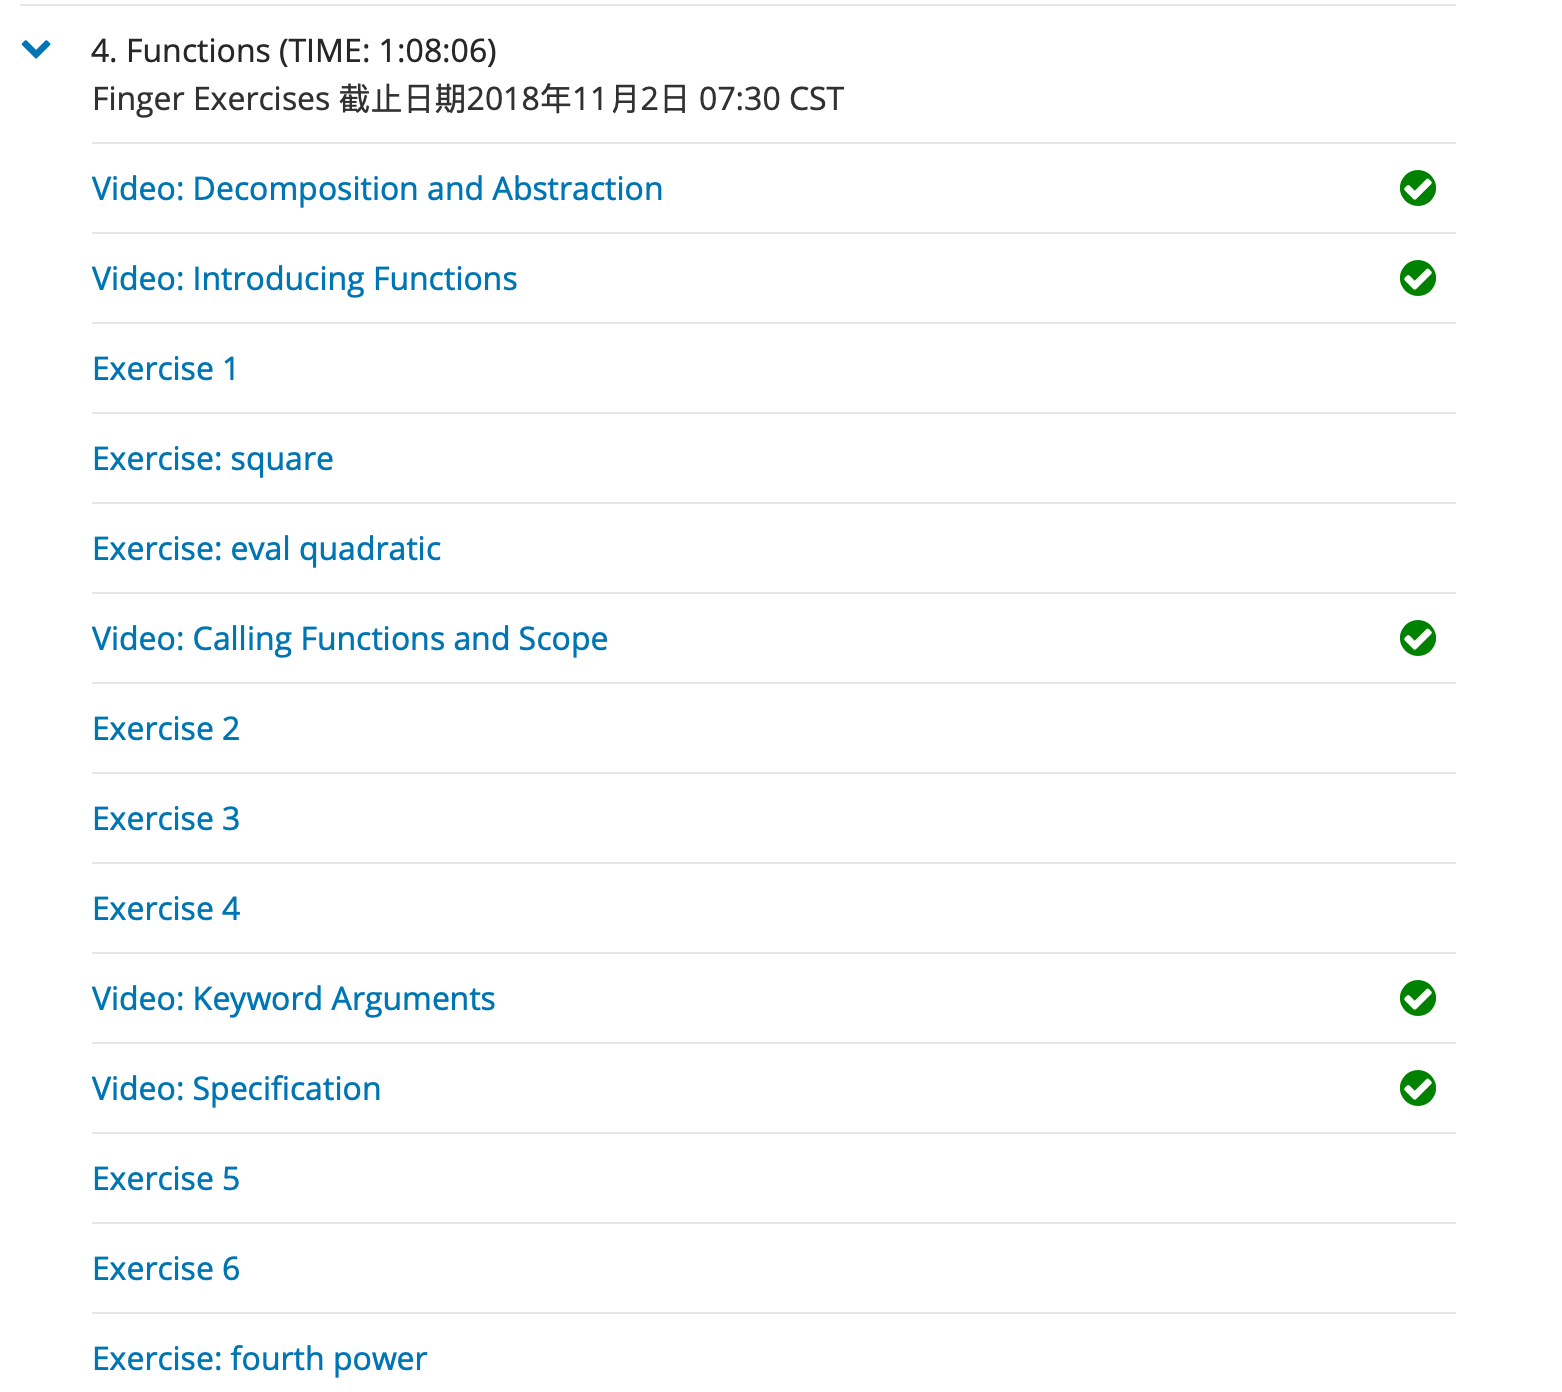 4. Functions (TIME: 1:08:06)
Finger Exercises 截止日期2018年11月2日 07:30 CST
Video: Decomposition and Abstraction
Video: Introducing Functions
Exercise 1
Exercise: square
Exercise: eval quadratic
Video: Calling Functions and Scope
Exercise 2
Exercise 3
Exercise 4
Video: Keyword Arguments
Video: Specification
Exercise 5
Exercise 6
Exercise: fourth power